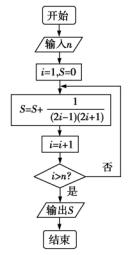 开始
输入n
i=1,S=0
S=S+ 1/((2i-1)(2i+1))
i=i+1
i>n?
否
是
输出S
结束